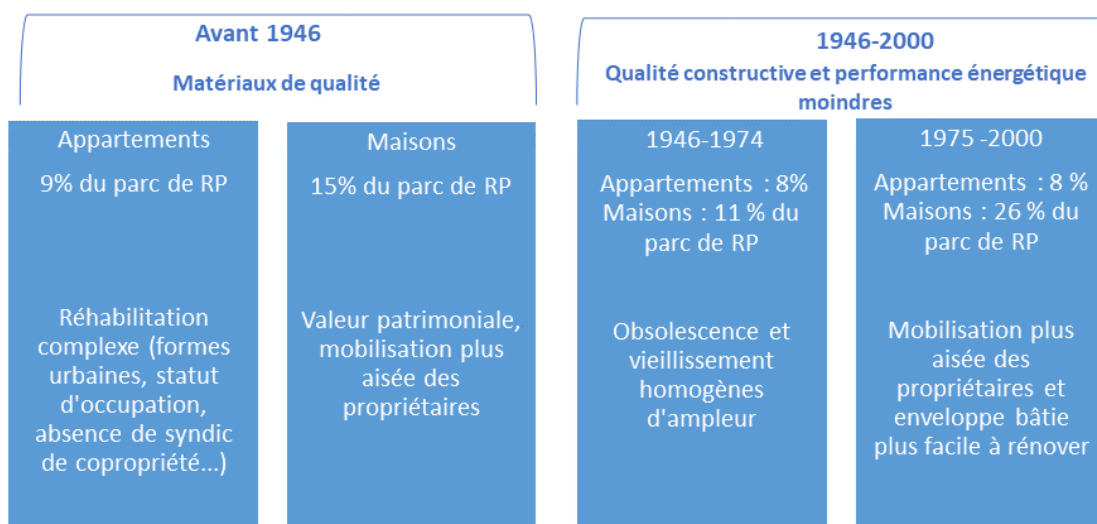 Avant 1946
Matériaux de qualité
Appartements
9% du parc de RP
Réhabilitation
complexe (formes
urbaines, statut
d'occupation,
absence de syndic
de copropriété...)
Maisons
15% du parc de RP
Valeur patrimoniale,
mobilisation plus
aisée des
propriétaires
1946-2000
Qualité constructive et performance énergétique
moindres
1946-1974
Appartements : 8%
Maisons : 11 % du
parc de RP
Obsolescence et
vieillissement
homogènes
d'ampleur
1975 -2000
Appartements : 8 %
Maisons : 26 % du
parc de RP
Mobilisation plus
aisée des
propriétaires et
enveloppe bâtie
plus facile à rénover